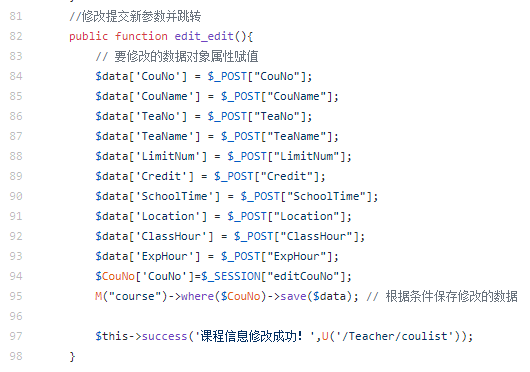 81 //修改提交新参数并跳转
82 public function edit_edit(){
83 // 要修改的数据对象属性赋值
84 $data['CouNo'] = $_POST["CouNo"];
85 $data['CouName'] = $_POST["CouName"];
86 $data['TeaNo'] = $_POST["TeaNo"];
87 $data['TeaName'] = $_POST["TeaName"];
88 $data['LimitNum'] = $_POST["LimitNum"];
89 $data['Credit'] = $_POST["Credit"];
90 $data['SchoolTime'] = $_POST["SchoolTime"];
91 $data['Location'] = $_POST["Location"];
92 $data['ClassHour'] = $_POST["ClassHour"];
93 $data['ExpHour'] = $_POST["ExpHour"];
94 $CouNo['CouNo']=$_SESSION["editCouNo"];
95 M("course")->where($CouNo)->save($data); // 根据条件保存修改的数据
96
97 $this->success('课程信息修改成功! ',U('/Teacher/coulist'));
98 }